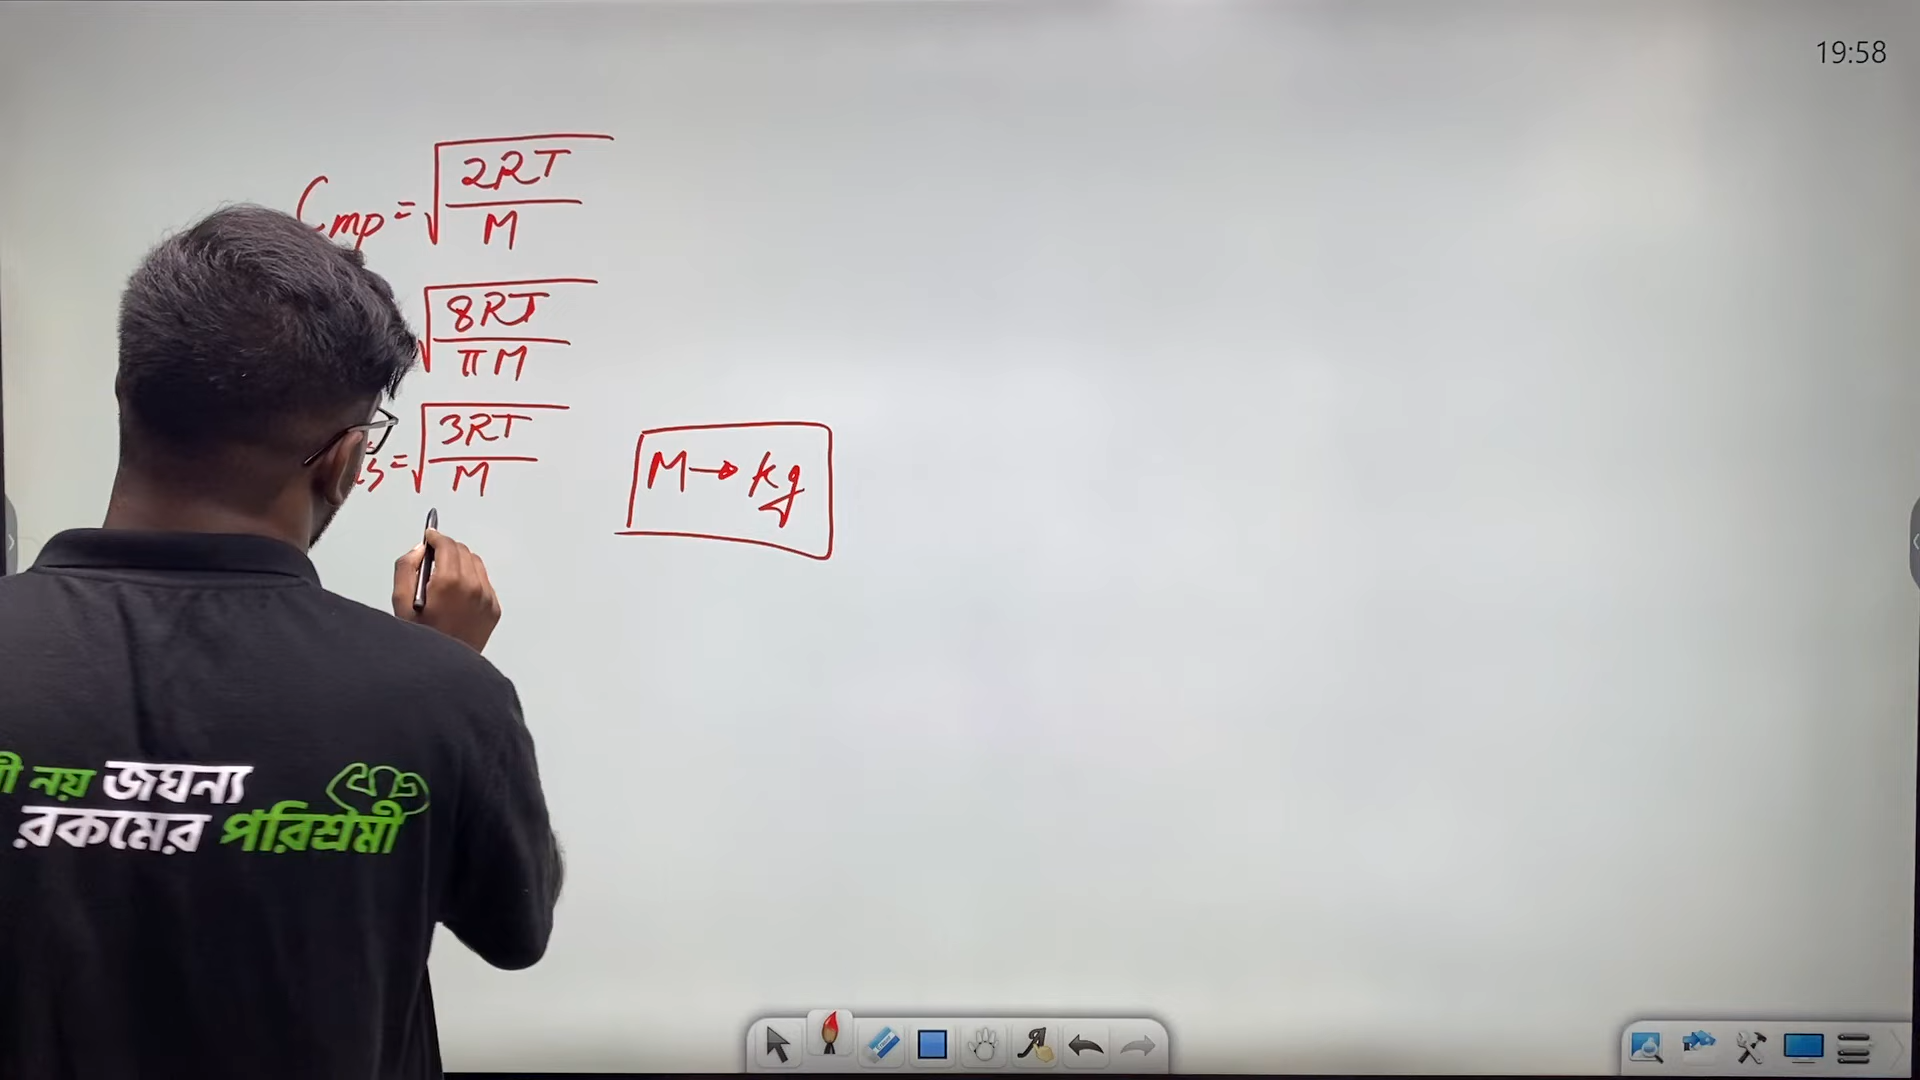 19:58
Cmp = √(2RT/M)
√(8RT/πM)
s = √(3RT/M)
M → kg
নয় জঘন্য
রকমের পরিশ্রমী